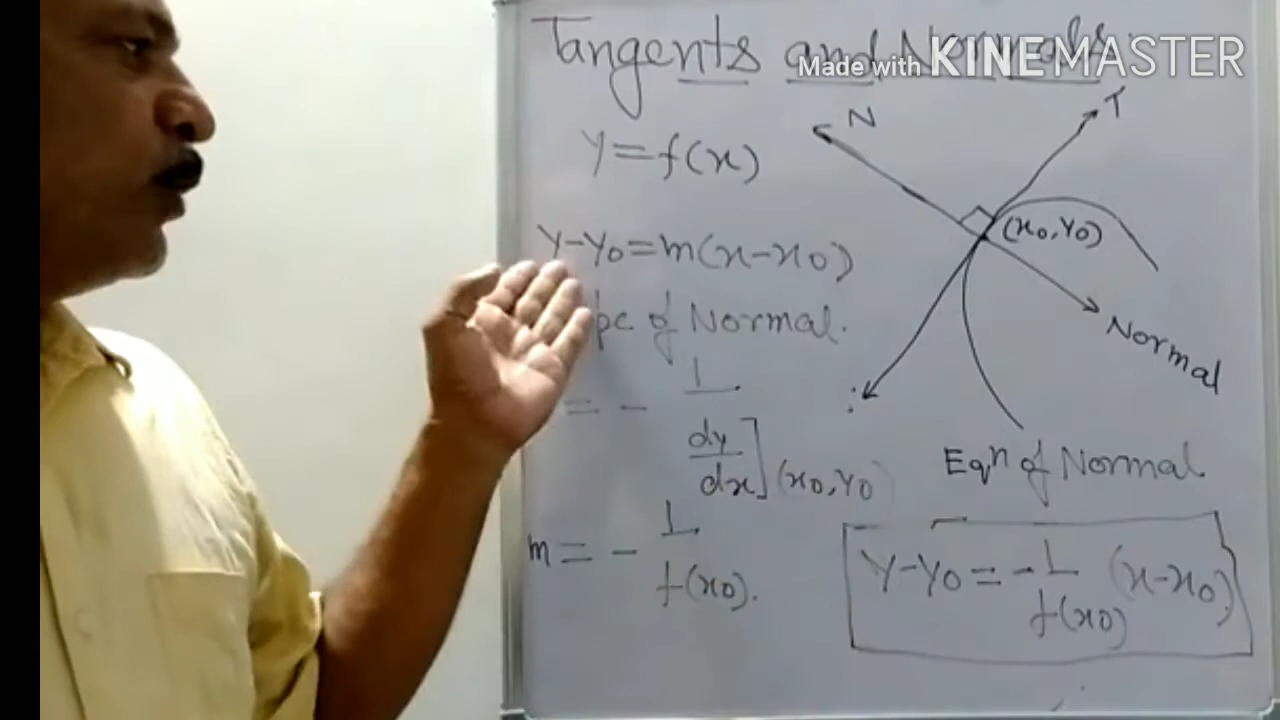 Tangents and Normals
Made with KINEMASTER
y=f(x)
N
T
(x0,y0)
Normal
y-y0=m(x-x0)
of Normal.
= - 1
dy
dx](x0,y0)
m = - 1
f(x0).
Eqn of Normal.
y-y0=-1 (x-x0)
f(x0)